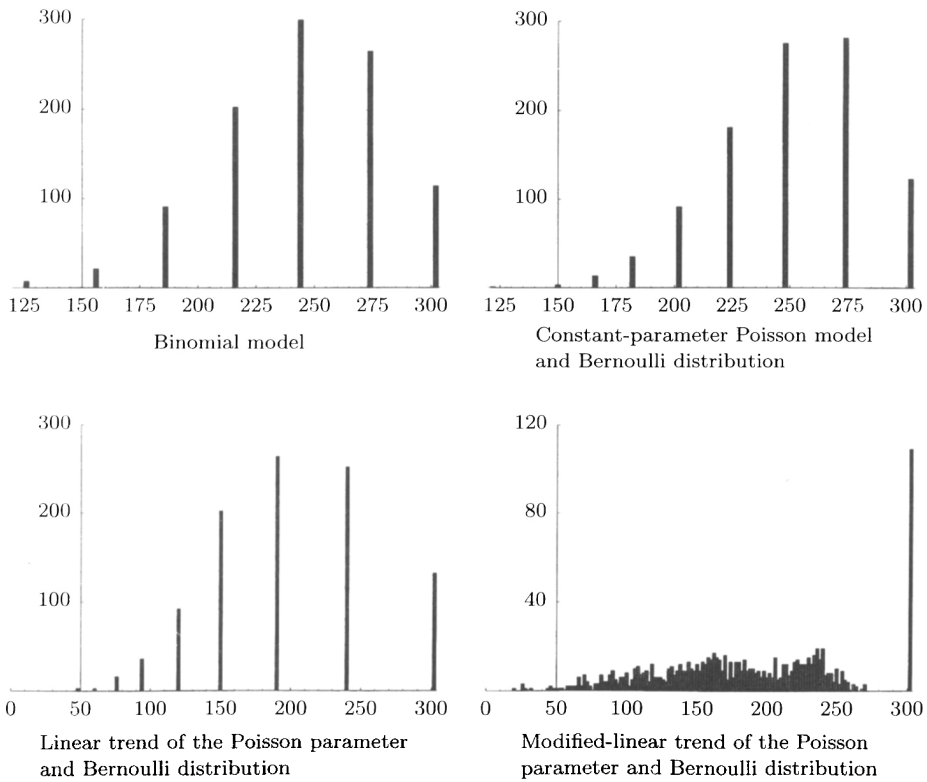 300
200
100
125 150 175 200 225 250 275 300
Binomial model
300
200
100
125 150 175 200 225 250 275 300
Constant-parameter Poisson model
and Bernoulli distribution
300
200
100
0 50 100 150 200 250 300
Linear trend of the Poisson parameter
and Bernoulli distribution
120
80
40
0 50 100 150 200 250 300
Modified-linear trend of the Poisson
parameter and Bernoulli distribution